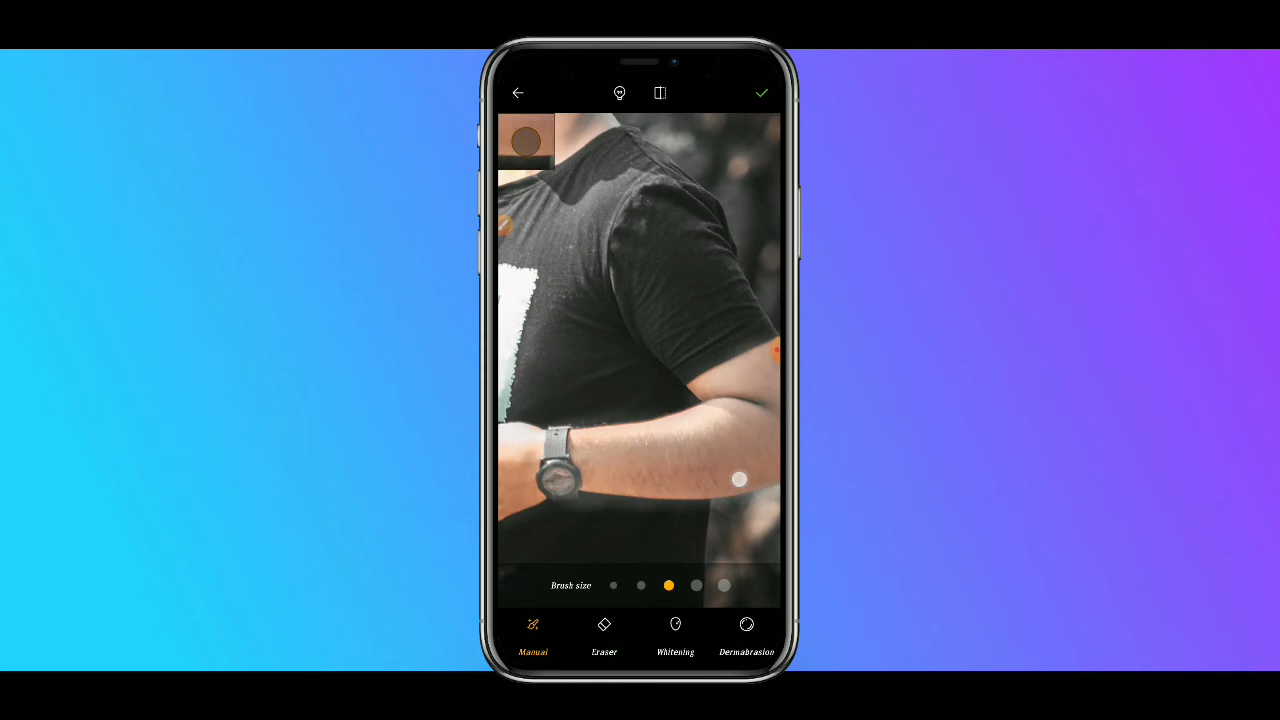 Brush size
Manual
Eraser
Whitening
Dermabrasion